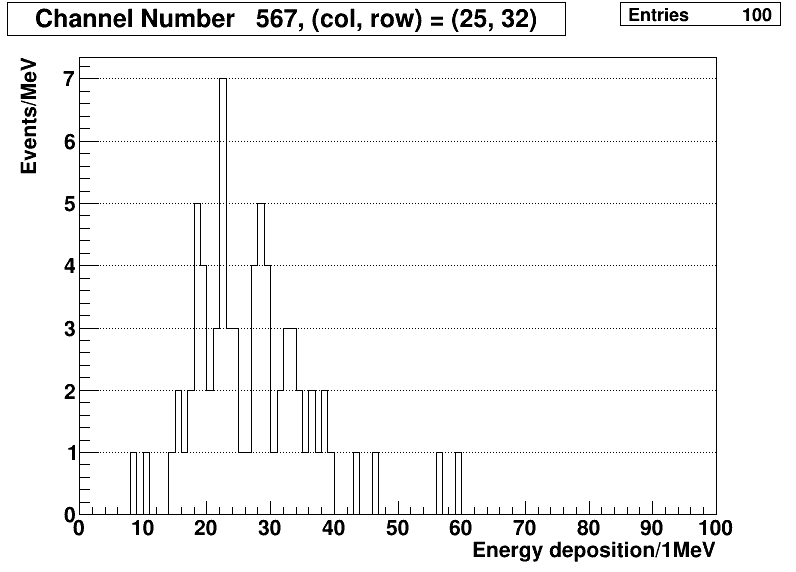 Channel Number 567, (col, row) = (25, 32)
Entries 100
Events/MeV
7
6
5
4
3
2
1
0
0 10 20 30 40 50 60 70 80 90 100
Energy deposition/1MeV